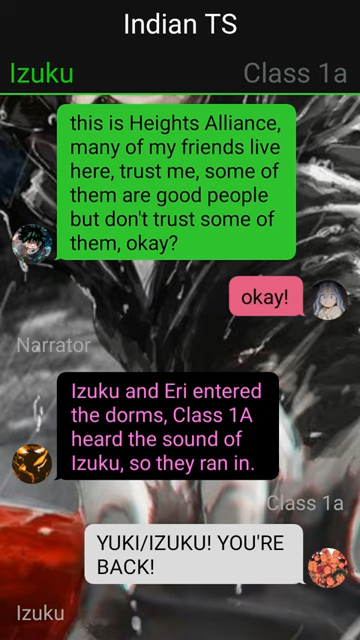 Indian TS
Izuku
Class 1a
this is Heights Alliance,
many of my friends live
here, trust me, some of
them are good people
but don't trust some of
them, okay?
okay!
Narrator
Izuku and Eri entered
the dorms, Class 1A
heard the sound of
Izuku, so they ran in.
Class 1a
YUKI/IZUKU! YOU'RE
BACK!
Izuku